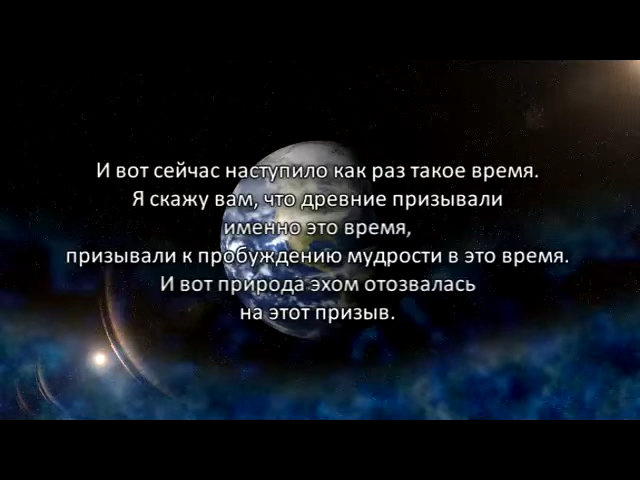 И вот сейчас наступило как раз такое время.
Я скажу вам, что древние призывали
именно это время,
призывали к пробуждению мудрости в это время.
И вот природа эхом отозвалась
на этот призыв.